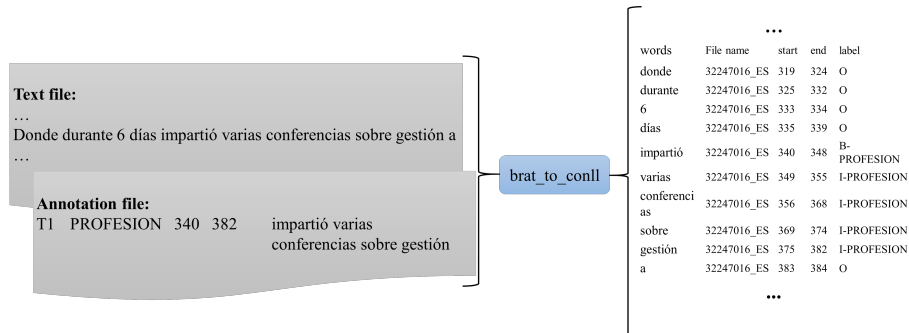 Text file:
…
Donde durante 6 días impartió varias conferencias sobre gestión a
…
Annotation file:
T1 PROFESION 340 382 impartió varias
conferencias sobre gestión
brat_to_conll
...
words File name start end label
donde 32247016_ES 319 324 O
durante 32247016_ES 325 332 O
6 32247016_ES 333 334 O
días 32247016_ES 335 339 O
impartió 32247016_ES 340 348 B-
PROFESION
varias 32247016_ES 349 355 I-PROFESION
conferenci
as 32247016_ES 356 368 I-PROFESION
sobre 32247016_ES 369 374 I-PROFESION
gestión 32247016_ES 375 382 I-PROFESION
a 32247016_ES 383 384 O
...